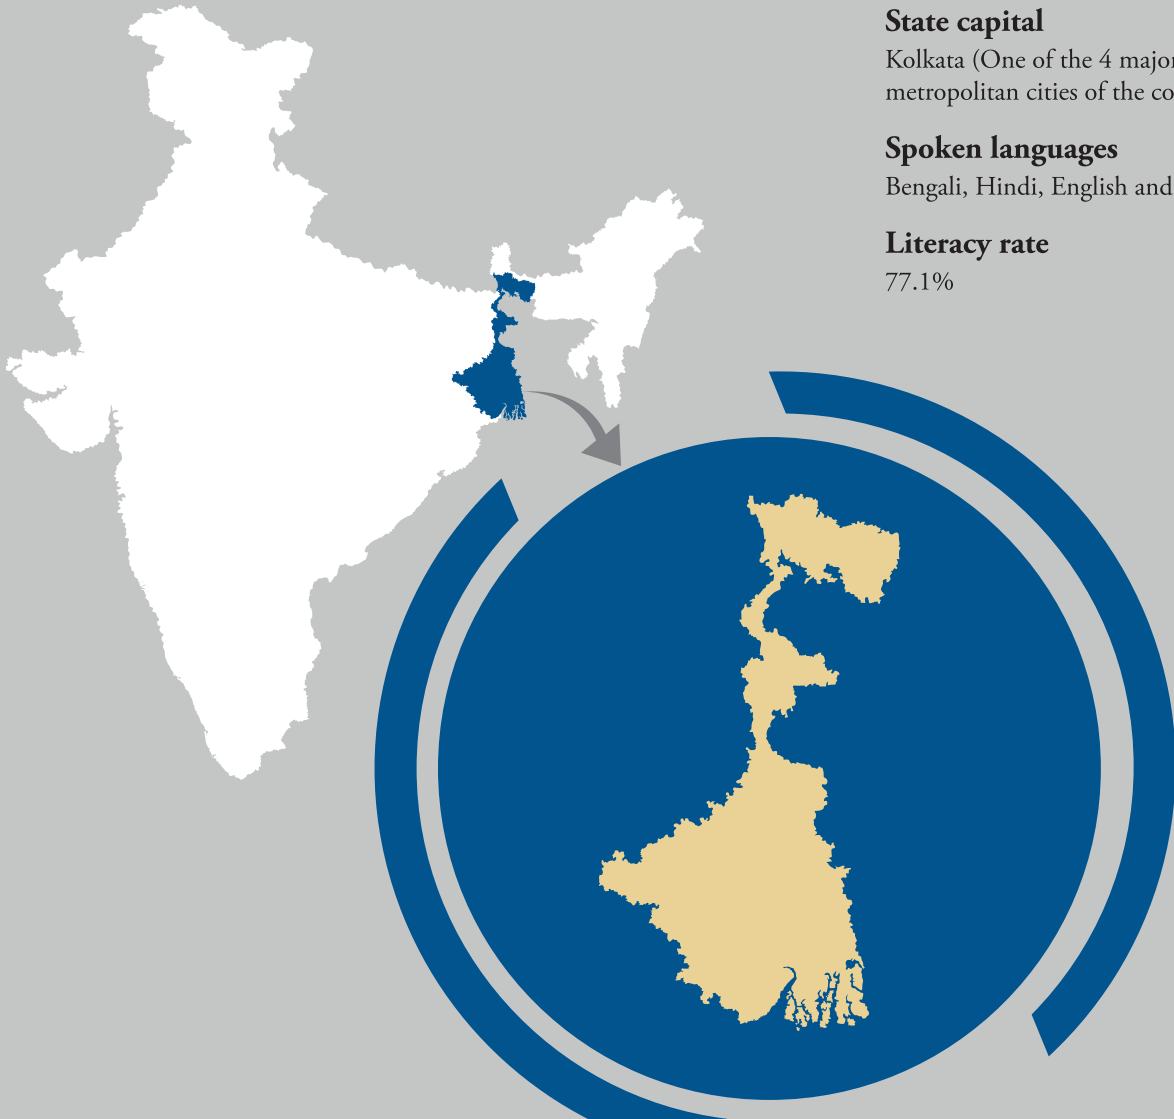 State capital
Kolkata (One of the 4 major
metropolitan cities of the co
Spoken languages
Bengali, Hindi, English and
Literacy rate
77.1%